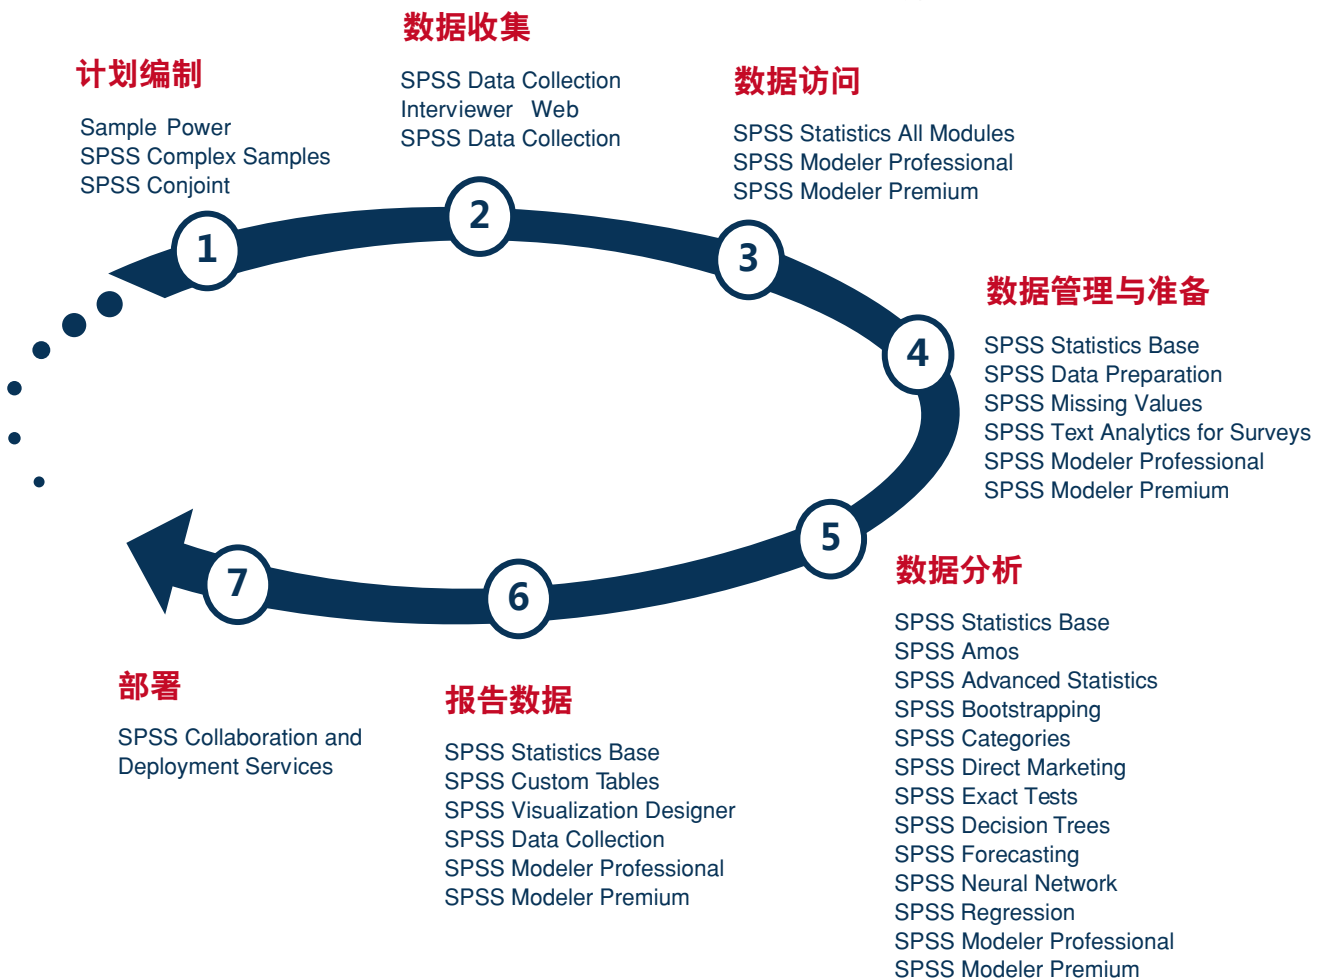 计划编制
Sample Power
SPSS Complex Samples
SPSS Conjoint
数据收集
SPSS Data Collection
Interviewer Web
SPSS Data Collection
数据访问
SPSS Statistics All Modules
SPSS Modeler Professional
SPSS Modeler Premium
数据管理与准备
SPSS Statistics Base
SPSS Data Preparation
SPSS Missing Values
SPSS Text Analytics for Surveys
SPSS Modeler Professional
SPSS Modeler Premium
数据分析
SPSS Statistics Base
SPSS Amos
SPSS Advanced Statistics
SPSS Bootstrapping
SPSS Categories
SPSS Direct Marketing
SPSS Exact Tests
SPSS Decision Trees
SPSS Forecasting
SPSS Neural Network
SPSS Regression
SPSS Modeler Professional
SPSS Modeler Premium
报告数据
SPSS Statistics Base
SPSS Custom Tables
SPSS Visualization Designer
SPSS Data Collection
SPSS Modeler Professional
SPSS Modeler Premium
部署
SPSS Collaboration and
Deployment Services
1
2
3
4
5
6
7